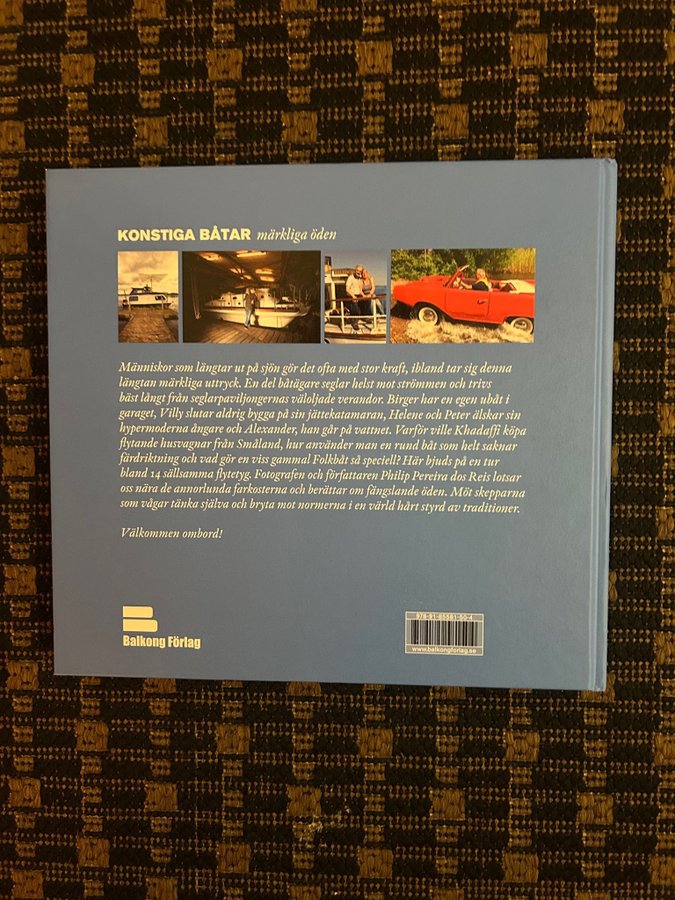 KONSTIGA BÅTAR märkliga öden
Människor som längtar ut på sjön gör det ofta med stor kraft, ibland tar sig denna
längtan märkliga uttryck. En del båtägare seglar helst mot strömmen och trivs
bäst långt från seglarpaviljongernas väloljade verandor. Birger har en egen ubåt i
garaget, Villy slutar aldrig bygga på sin jättekatamaran, Helene och Peter älskar sin
hypermoderna ångare och Alexander, han går på vattnet. Varför ville Khadaffi köpa
flytande husvagnar från Småland, hur använder man en rund båt som helt saknar
färdriktning och vad gör en viss gammal Folkbåt så speciell? Här bjuds på en tur
bland 14 sällsamma flytetyg. Fotografen och författaren Philip Pereira dos Reis lotsar
oss nära de annorlunda farkosterna och berättar om fängslande öden. Möt skepparna
som vågar tänka själva och bryta mot normerna i en värld hårt styrd av traditioner.
Välkommen ombord!
Balkong Förlag
www.balkongforlag.se